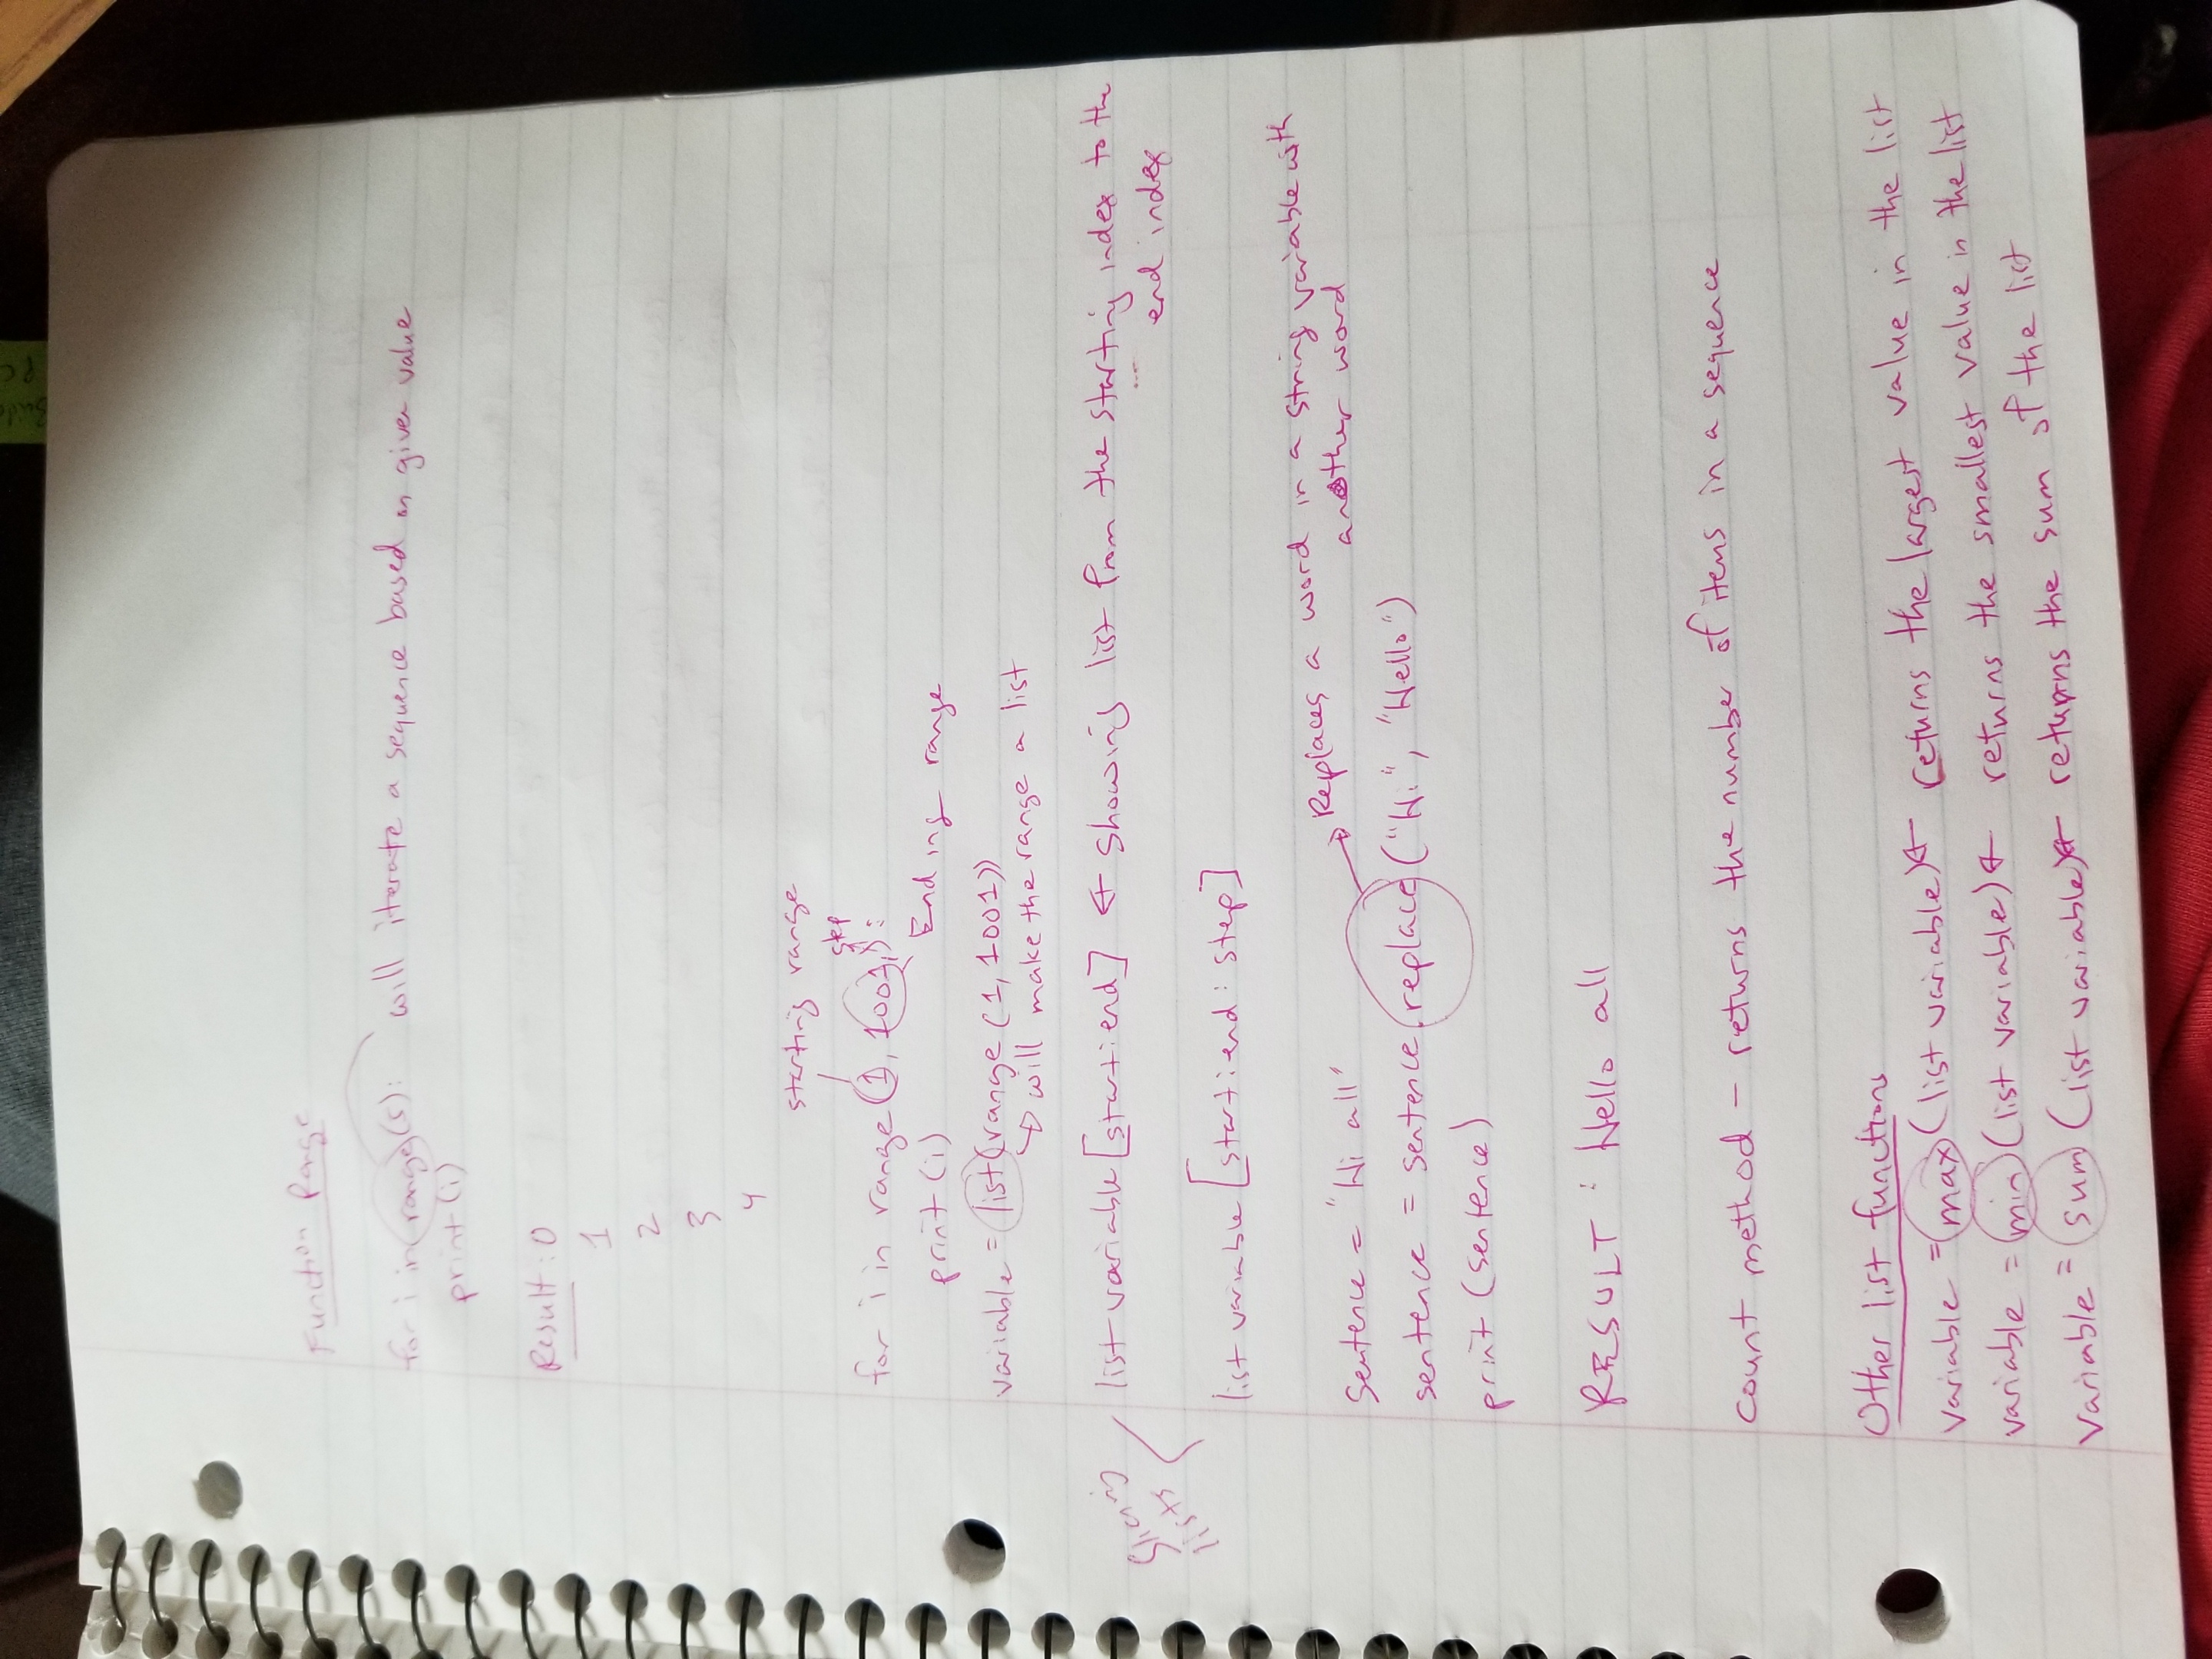 Build
PC
Function Range
for i in range(5): will iterate a sequence based on given value
print(i)
Result: 0
1
2
3
4
starting range
step
for i in range(1, 1001,):
print(i) Ending range
variable = list(range(1, 1001))
will make the range a list
Slicing
lists
list variable[start:end] ← showing list from the starting index to the
end index
list variable[start:end:step]
Replaces a word in a string variable with
another word
Sentence = "Hi all"
sentence = sentence.replace("Hi", "Hello")
print(sentence)
RESULT: Hello all
count method - returns the number of items in a sequence
Other list functions
variable = max(list variable) ← returns the largest value in the list
variable = min(list variable) ← returns the smallest value in the list
variable = sum(list variable) ← returns the sum of the list